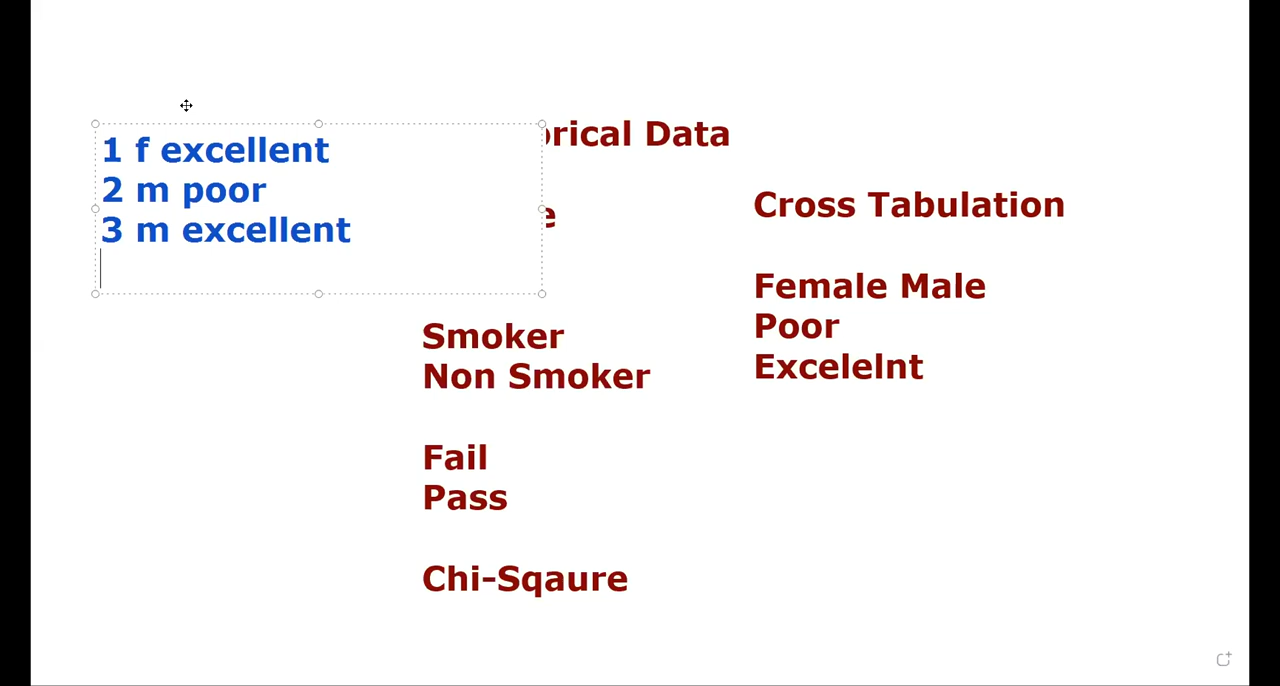 1 f excellent
2 m poor
3 m excellent
orical Data
e
Smoker
Non Smoker
Fail
Pass
Chi-Sqaure
Cross Tabulation
Female Male
Poor
Excelelnt